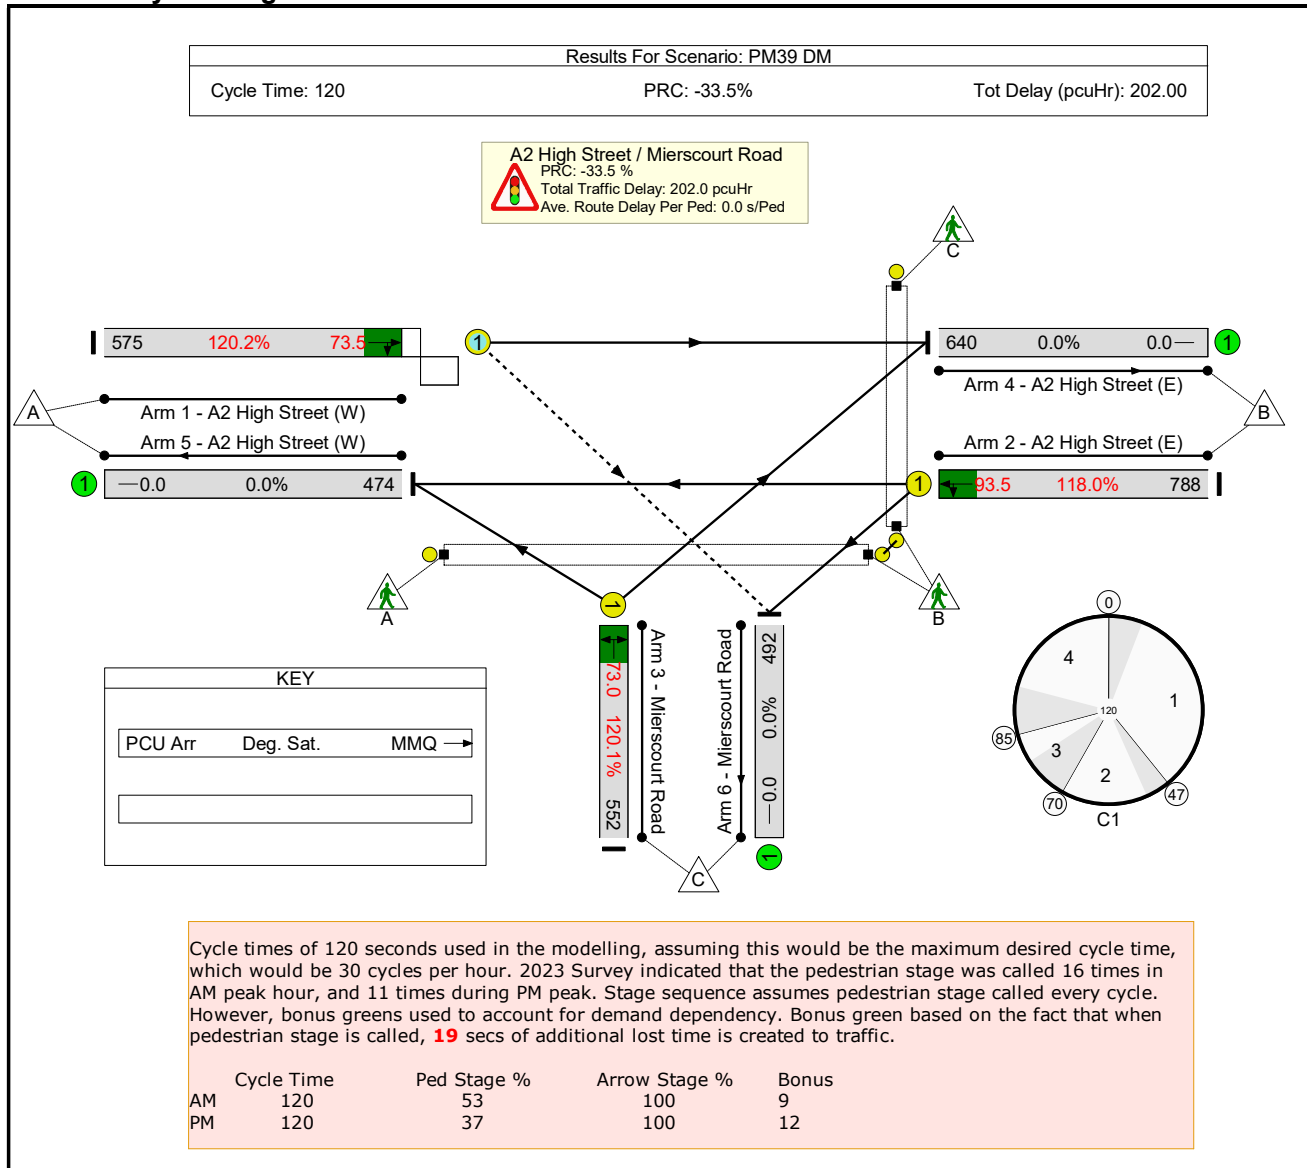 Results For Scenario: PM39 DM
Cycle Time: 120 PRC: -33.5% Tot Delay (pcuHr): 202.00
A2 High Street / Mierscourt Road
PRC: -33.5 %
Total Traffic Delay: 202.0 pcuHr
Ave. Route Delay Per Ped: 0.0 s/Ped
C
575 120.2% 73.5
1
640 0.0% 0.0
1
Arm 1 - A2 High Street (W)
Arm 4 - A2 High Street (E)
A
B
Arm 5 - A2 High Street (W)
Arm 2 - A2 High Street (E)
1
0.0 0.0% 474
1
93.5 118.0% 788
A
B
1
73.0 120.1% 552
Arm 3 - Mierscourt Road
Arm 6 - Mierscourt Road
0.0 0.0% 492
1
C
0
4
1
120
85
3
2
70
47
C1
KEY
PCU Arr Deg. Sat. MMQ
Cycle times of 120 seconds used in the modelling, assuming this would be the maximum desired cycle time,
which would be 30 cycles per hour. 2023 Survey indicated that the pedestrian stage was called 16 times in
AM peak hour, and 11 times during PM peak. Stage sequence assumes pedestrian stage called every cycle.
However, bonus greens used to account for demand dependency. Bonus green based on the fact that when
pedestrian stage is called, 19 secs of additional lost time is created to traffic.
Cycle Time Ped Stage % Arrow Stage % Bonus
AM 120 53 100 9
PM 120 37 100 12